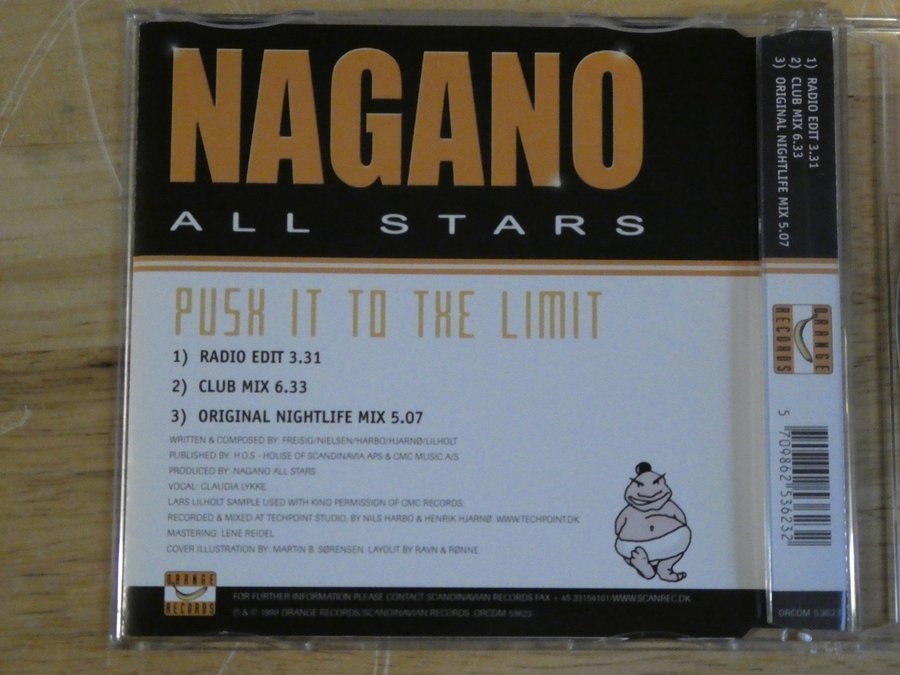 NAGANO
ALL STARS
PUSH IT TO THE LIMIT
1) RADIO EDIT 3.31
2) CLUB MIX 6.33
3) ORIGINAL NIGHTLIFE MIX 5.07
WRITTEN & COMPOSED BY: FREISIG/NIELSEN/HARBO/HJARNØ/LILHOLT
PUBLISHED BY: H.O.S - HOUSE OF SCANDINAVIA APS & CMC MUSIC A/S
PRODUCED BY: NAGANO ALL STARS
VOCAL: CLAUDIA LYKKE
LARS LILHOLT SAMPLE USED WITH KIND PERMISSION OF CMC RECORDS.
RECORDED & MIXED AT TECHPOINT STUDIO, BY NILS HARBO & HENRIK HJARNØ. WWW.TECHPOINT.DK
MASTERING: LENE REIDEL
COVER ILLUSTRATION BY: MARTIN B. SØRENSEN. LAYOUT BY RAVN & RØNNE
ORANGE
RECORDS
FOR FURTHER INFORMATION PLEASE CONTACT SCANDINAVIAN RECORDS FAX + 45 33154161/WWW.SCANREC.DK
℗ & © 1999 ORANGE RECORDS/SCANDINAVIAN RECORDS. ORCDM 53623
1) RADIO EDIT 3.31
2) CLUB MIX 6.33
3) ORIGINAL NIGHTLIFE MIX 5.07
ORANGE
RECORDS
5 709862 536232
ORCDM 53623